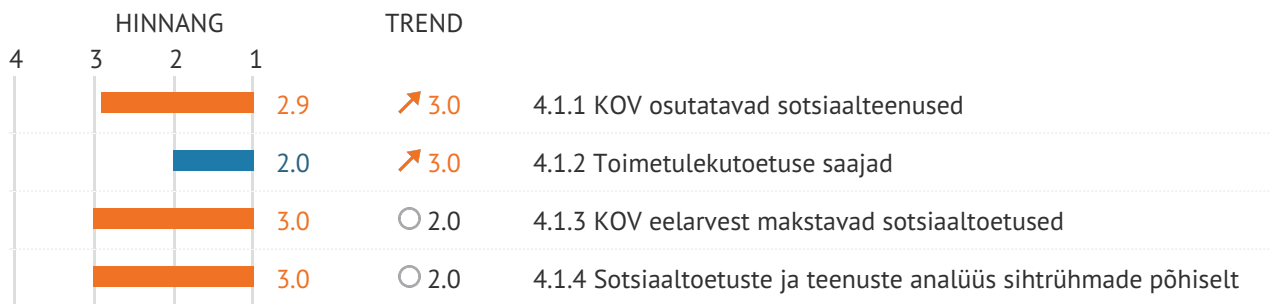 HINNANG TREND
4 3 2 1
2.9 3.0 4.1.1 KOV osutatavad sotsiaalteenused
2.0 3.0 4.1.2 Toimetulekutoetuse saajad
3.0 2.0 4.1.3 KOV eelarvest makstavad sotsiaaltoetused
3.0 2.0 4.1.4 Sotsiaaltoetuste ja teenuste analüüs sihtrühmade põhiselt